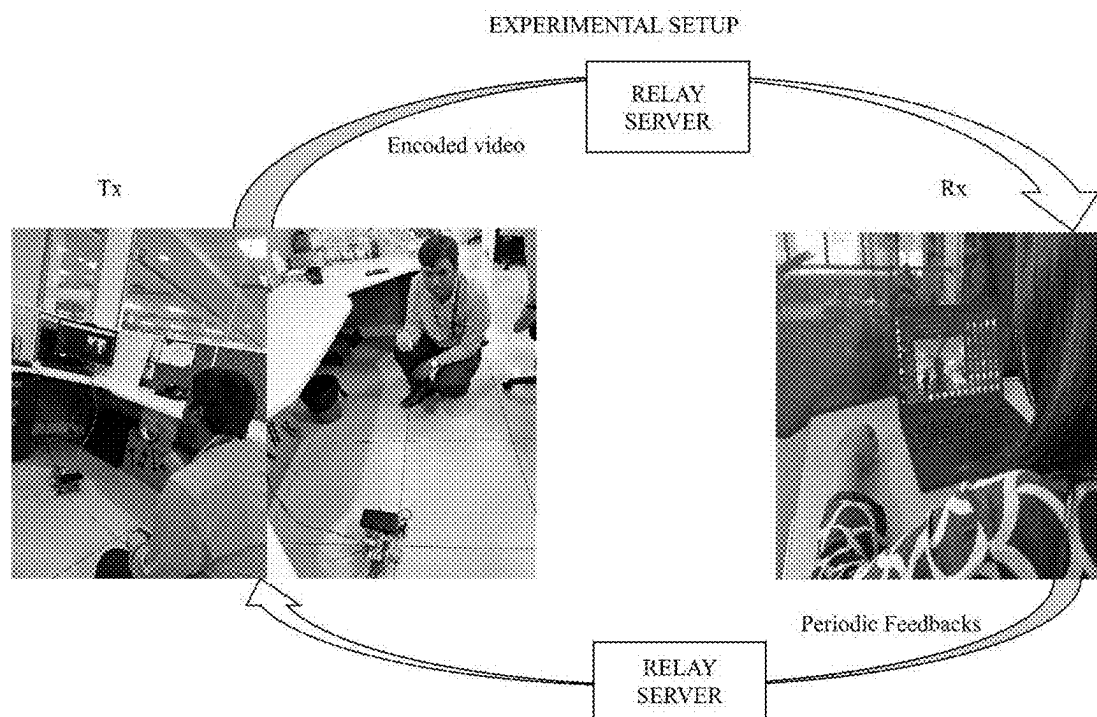 EXPERIMENTAL SETUP
RELAY
SERVER
Encoded video
Tx
Rx
Periodic Feedbacks
RELAY
SERVER